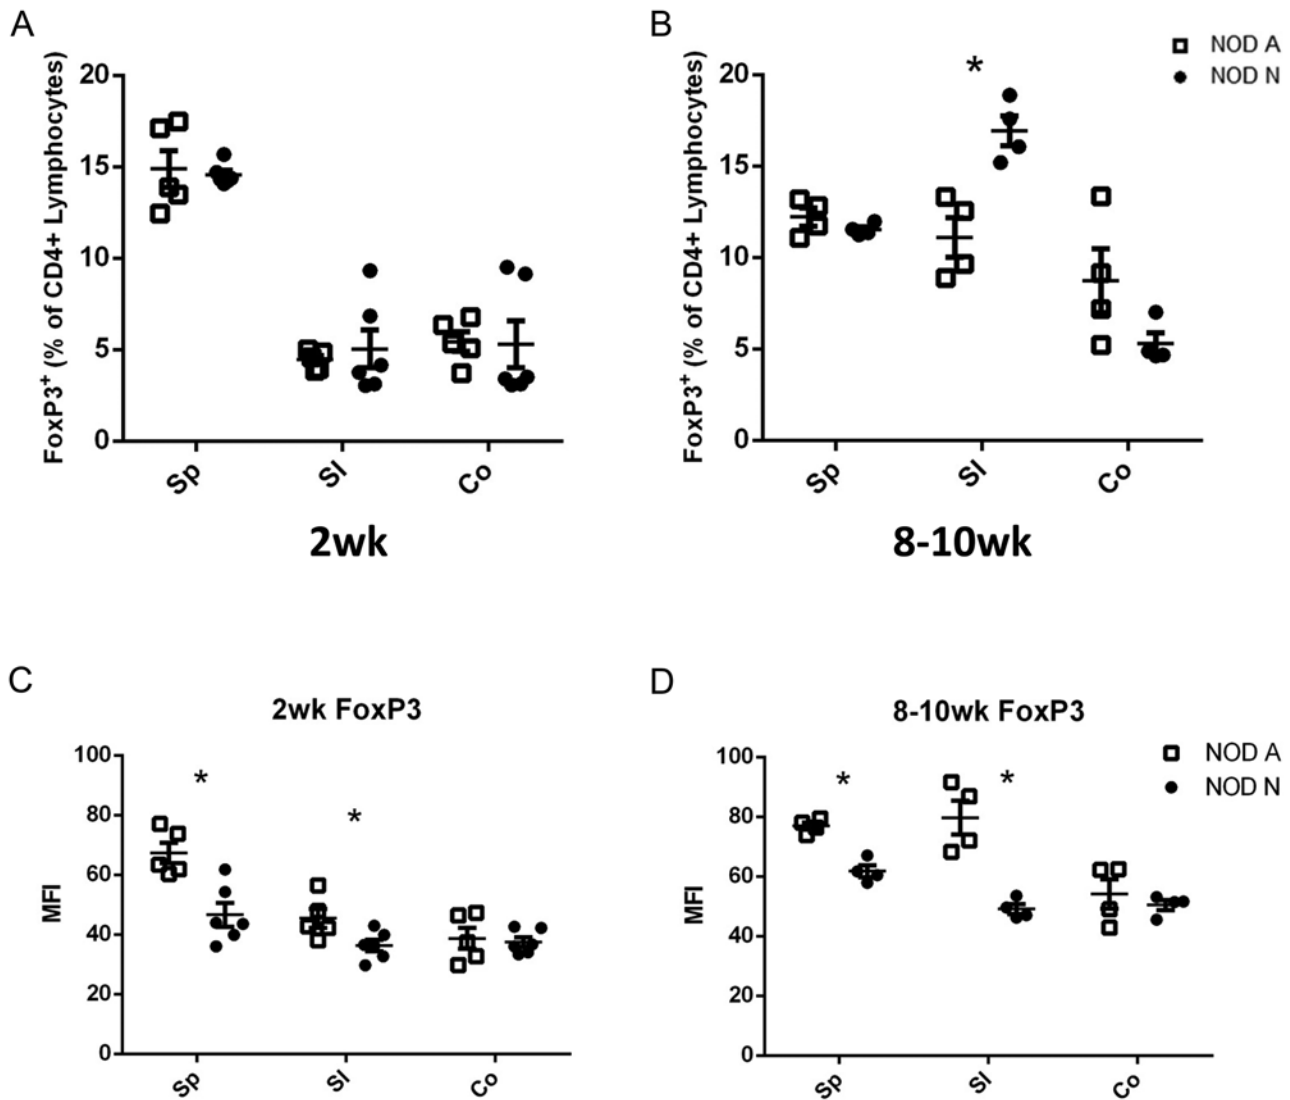 A
FoxP3⁺ (% of CD4+ Lymphocytes)
20
15
10
5
0
Sp
SI
Co
2wk
B
FoxP3⁺ (% of CD4+ Lymphocytes)
20
15
10
5
0
*
NOD A
NOD N
Sp
SI
Co
8-10wk
C
2wk FoxP3
MFI
100
80
60
40
20
0
*
*
Sp
SI
Co
D
8-10wk FoxP3
MFI
100
80
60
40
20
0
*
*
NOD A
NOD N
Sp
SI
Co